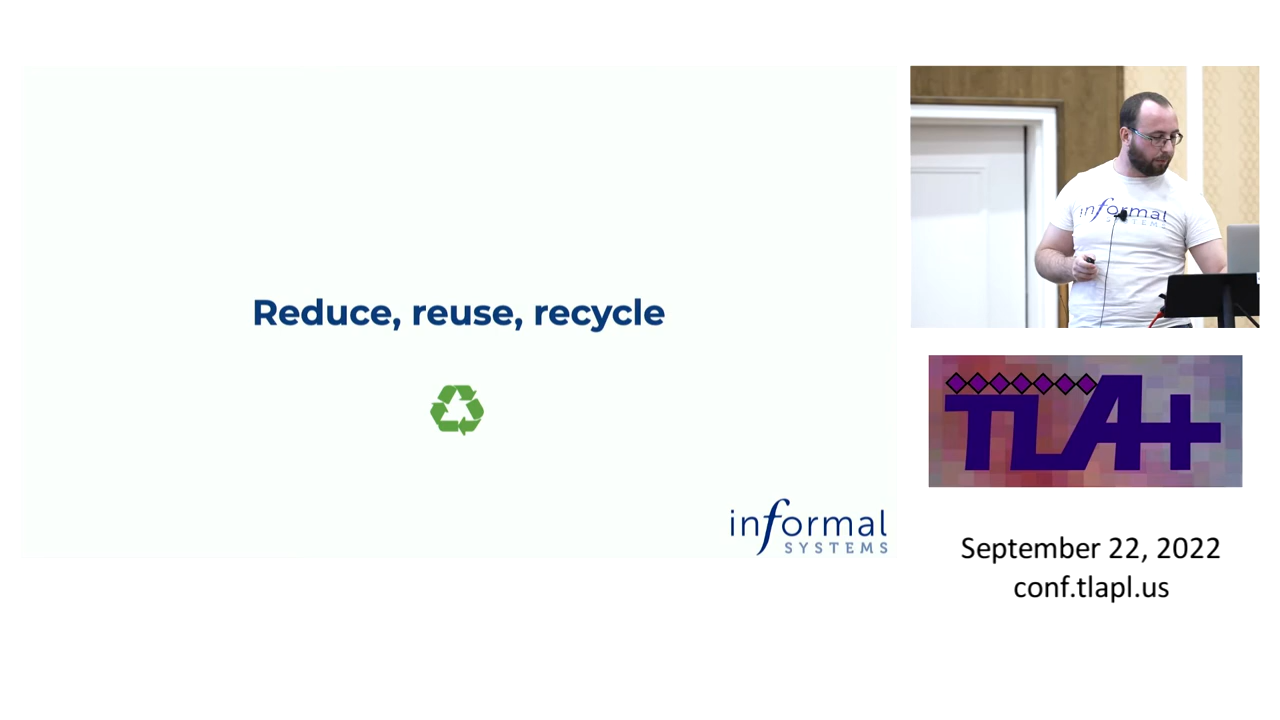 Reduce, reuse, recycle
informal
SYSTEMS
informal
SYSTEMS
TLA+
September 22, 2022
conf.tlapl.us